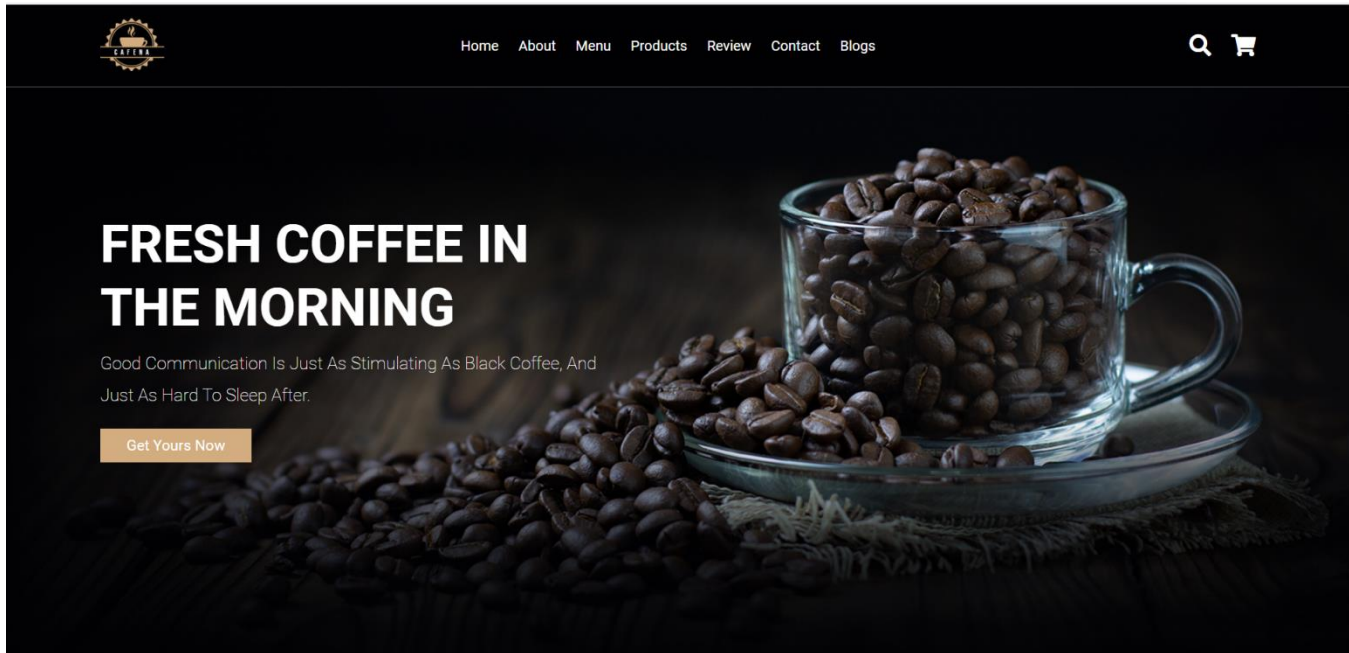 CAFENA
Home About Menu Products Review Contact Blogs
FRESH COFFEE IN
THE MORNING
Good Communication Is Just As Stimulating As Black Coffee, And
Just As Hard To Sleep After.
Get Yours Now